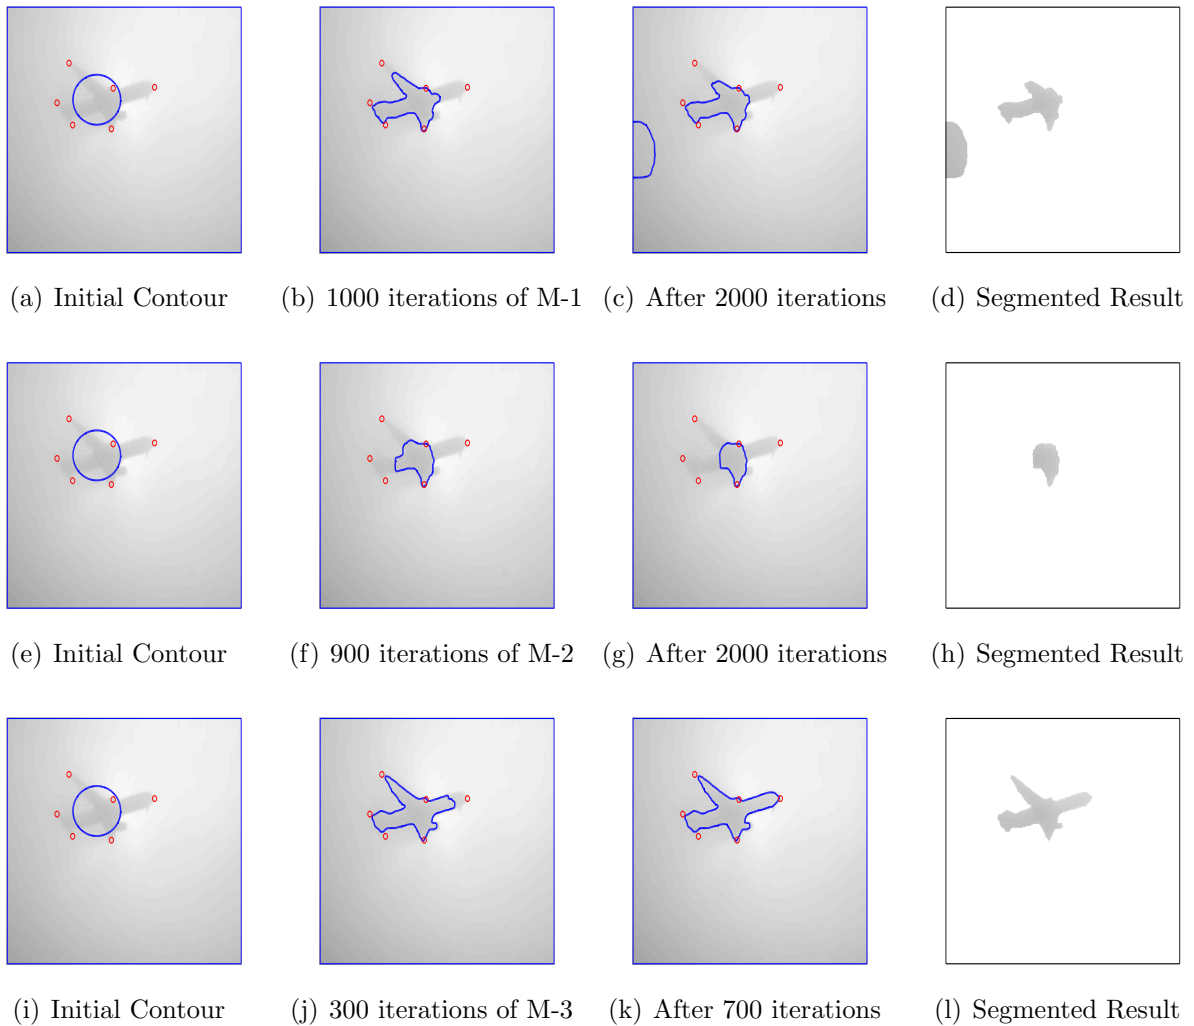 (a) Initial Contour
(b) 1000 iterations of M-1
(c) After 2000 iterations
(d) Segmented Result
(e) Initial Contour
(f) 900 iterations of M-2
(g) After 2000 iterations
(h) Segmented Result
(i) Initial Contour
(j) 300 iterations of M-3
(k) After 700 iterations
(l) Segmented Result